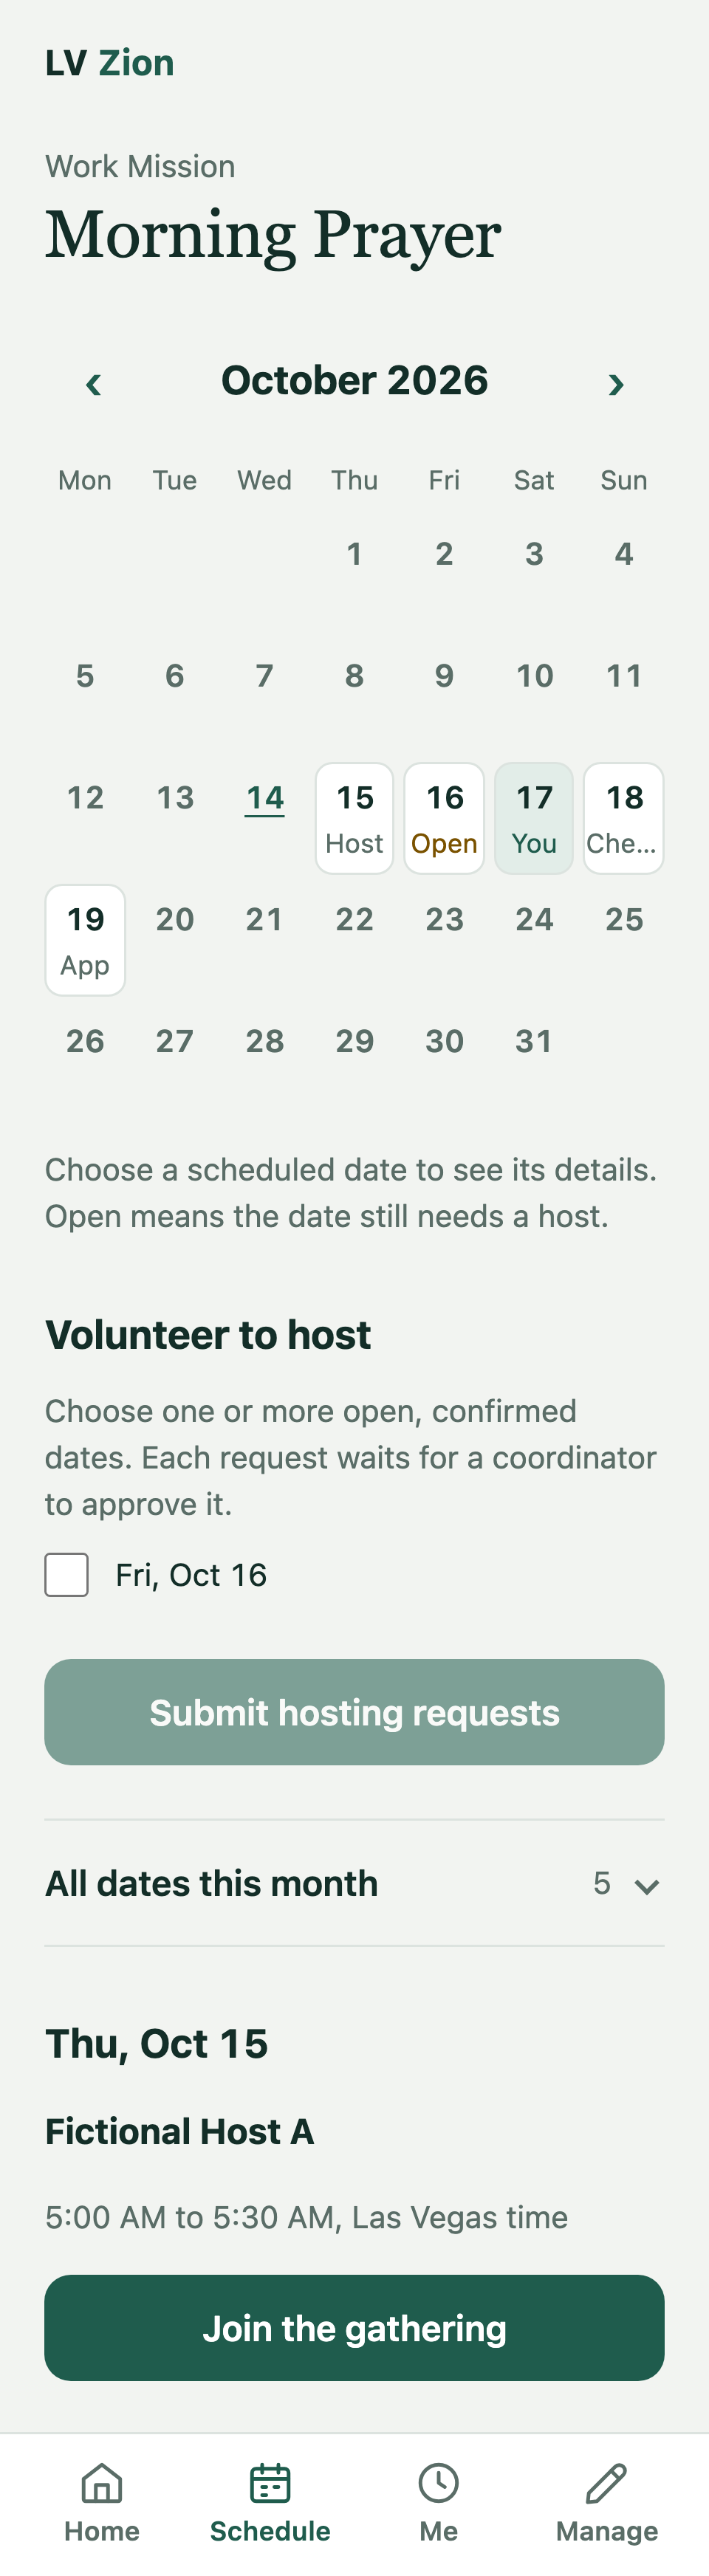 LV Zion
Work Mission
Morning Prayer
‹ October 2026 ›
Mon Tue Wed Thu Fri Sat Sun
1 2 3 4
5 6 7 8 9 10 11
12 13 14 15 16 17 18
Host Open You Che...
19 20 21 22 23 24 25
App
26 27 28 29 30 31
Choose a scheduled date to see its details.
Open means the date still needs a host.
Volunteer to host
Choose one or more open, confirmed
dates. Each request waits for a coordinator
to approve it.
Fri, Oct 16
Submit hosting requests
All dates this month 5
Thu, Oct 15
Fictional Host A
5:00 AM to 5:30 AM, Las Vegas time
Join the gathering
Home Schedule Me Manage